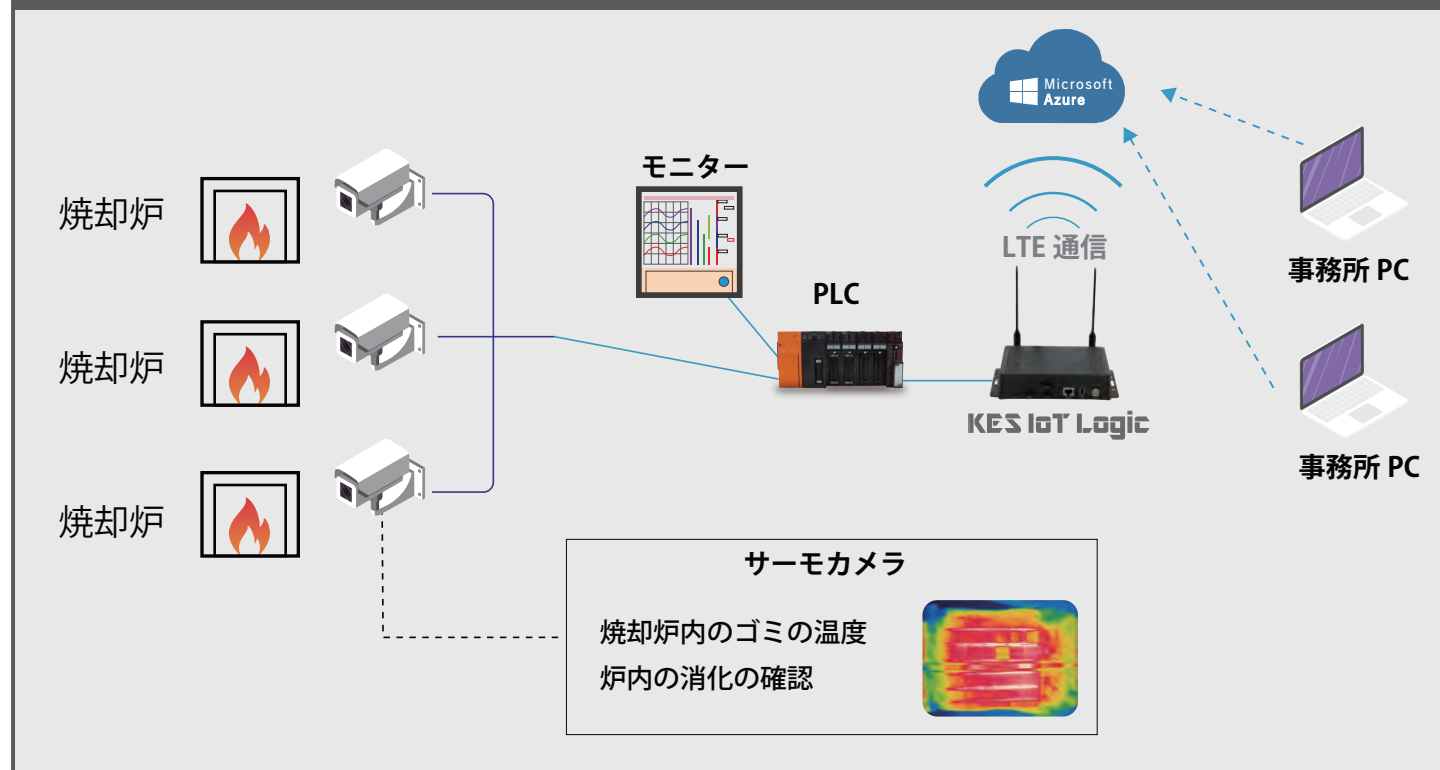 Microsoft
Azure
モニター
焼却炉
LTE 通信
事務所 PC
PLC
焼却炉
KES IoT Logic
事務所 PC
焼却炉
サーモカメラ
焼却炉内のゴミの温度
炉内の消化の確認